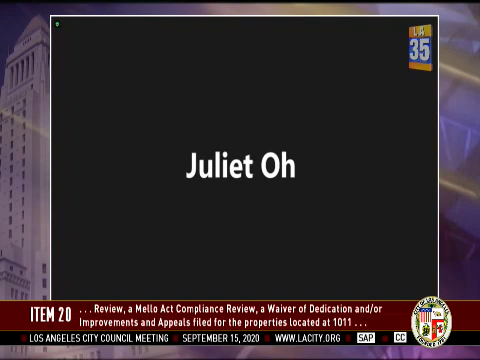 LA
35
Juliet Oh
ITEM 20
. . . Review, a Mello Act Compliance Review, a Waiver of Dedication and/or
Improvements and Appeals filed for the properties located at 1011 . . .
LOS ANGELES CITY COUNCIL MEETING SEPTEMBER 15, 2020 WWW.LACITY.ORG SAP CC